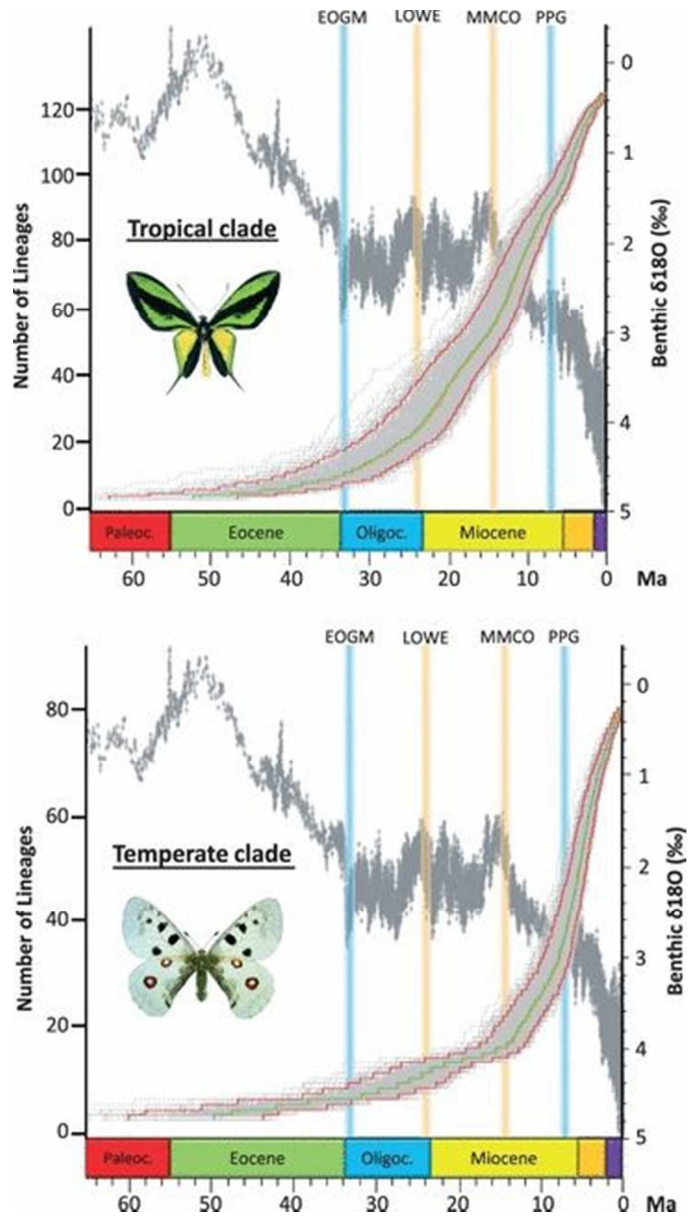 EOGM LOWE MMCO PPG
120
100
80
60
40
20
0
Number of Lineages
Tropical clade
0
1
2
3
4
5
Benthic δ18O (‰)
Paleoc. Eocene Oligoc. Miocene
60 50 40 30 20 10 0 Ma
EOGM LOWE MMCO PPG
80
60
40
20
0
Number of Lineages
Temperate clade
0
1
2
3
4
5
Benthic δ18O (‰)
Paleoc. Eocene Oligoc. Miocene
60 50 40 30 20 10 0 Ma